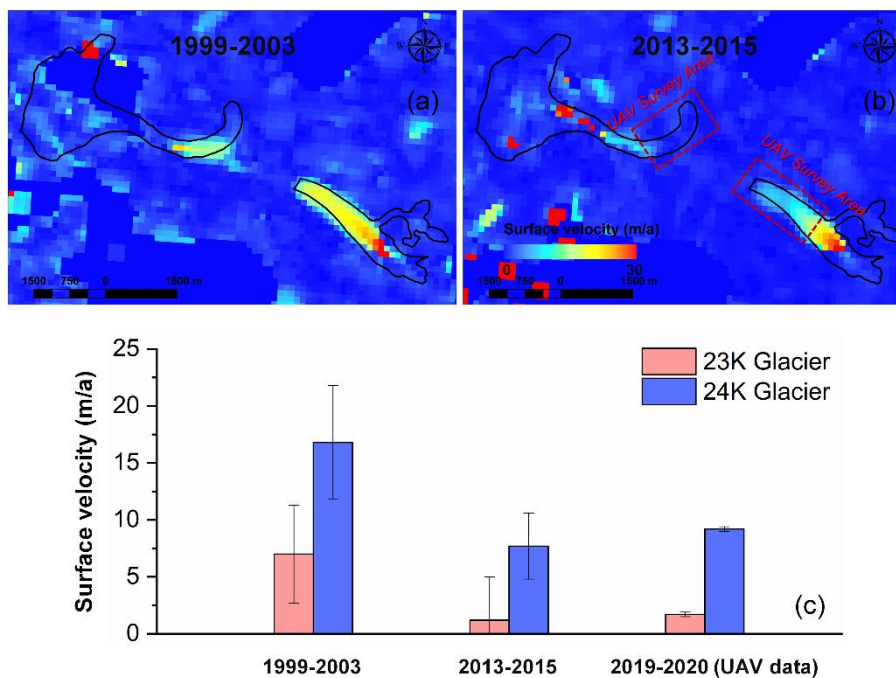 1999-2003
N
W
E
S
(a)
1500 750 0 1500 m
2013-2015
N
W
E
S
(b)
UAV Survey Area
UAV Survey Area
Surface velocity (m/a)
0 30
1500 750 0 1500 m
25
20
15
10
5
0
Surface velocity (m/a)
23K Glacier
24K Glacier
(c)
1999-2003
2013-2015
2019-2020 (UAV data)